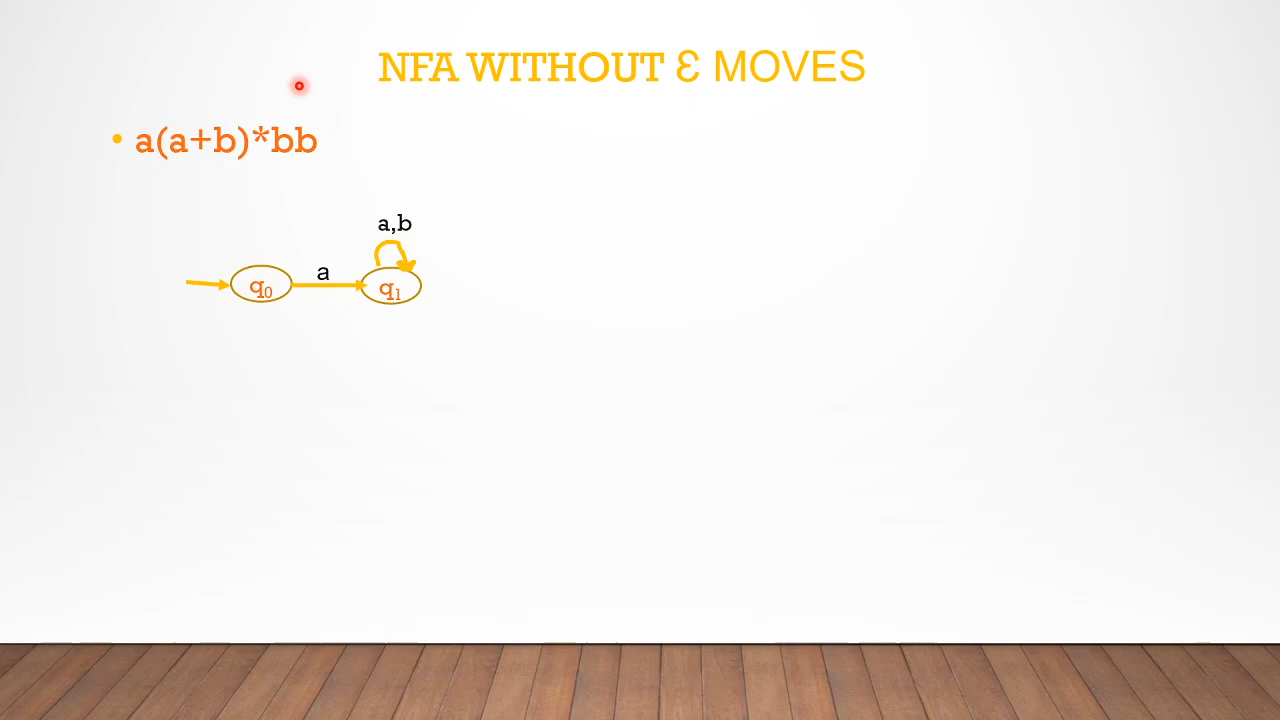 NFA WITHOUT Ɛ MOVES
• a(a+b)*bb
a,b
a
q₀ q₁